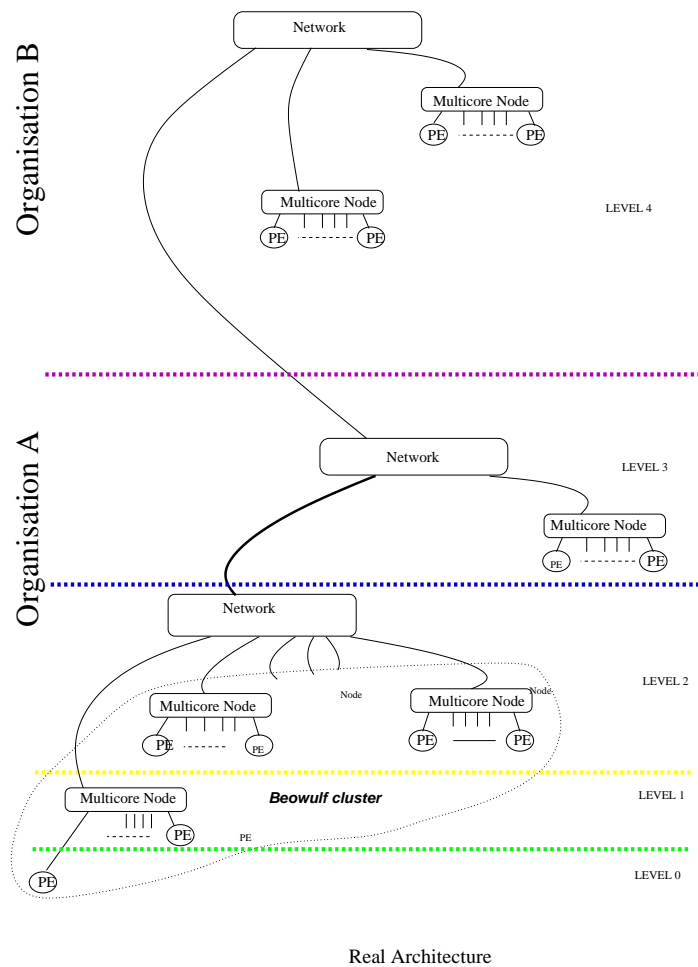 Organisation B
Network
Multicore Node
PE PE
Multicore Node
PE PE
LEVEL 4
Organisation A
Network
LEVEL 3
Multicore Node
PE PE
Network
LEVEL 2
Node
Node
Multicore Node
Multicore Node
PE PE
PE PE
Multicore Node
Beowulf cluster
LEVEL 1
PE
PE
LEVEL 0
PE
Real Architecture